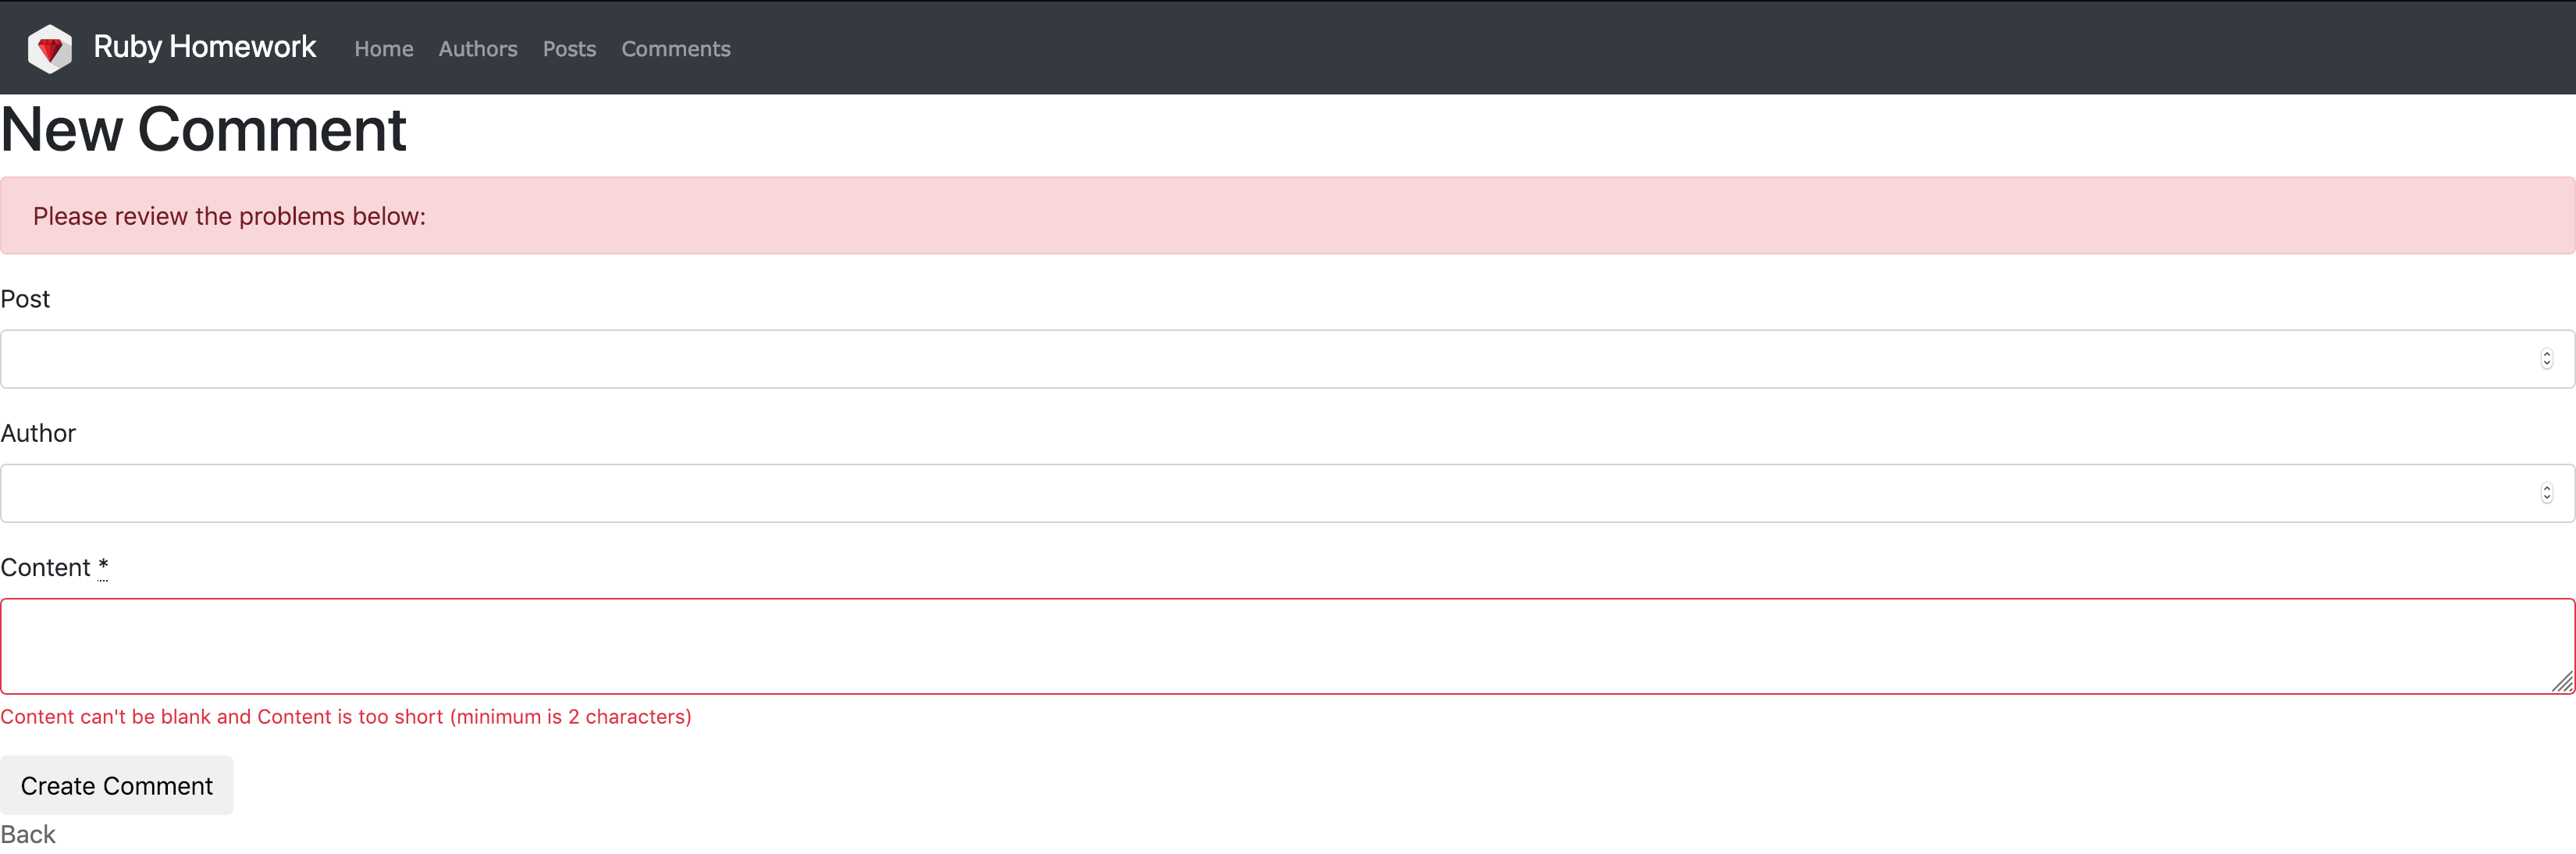 Ruby Homework Home Authors Posts Comments
New Comment
Please review the problems below:
Post
Author
Content *
Content can't be blank and Content is too short (minimum is 2 characters)
Create Comment
Back